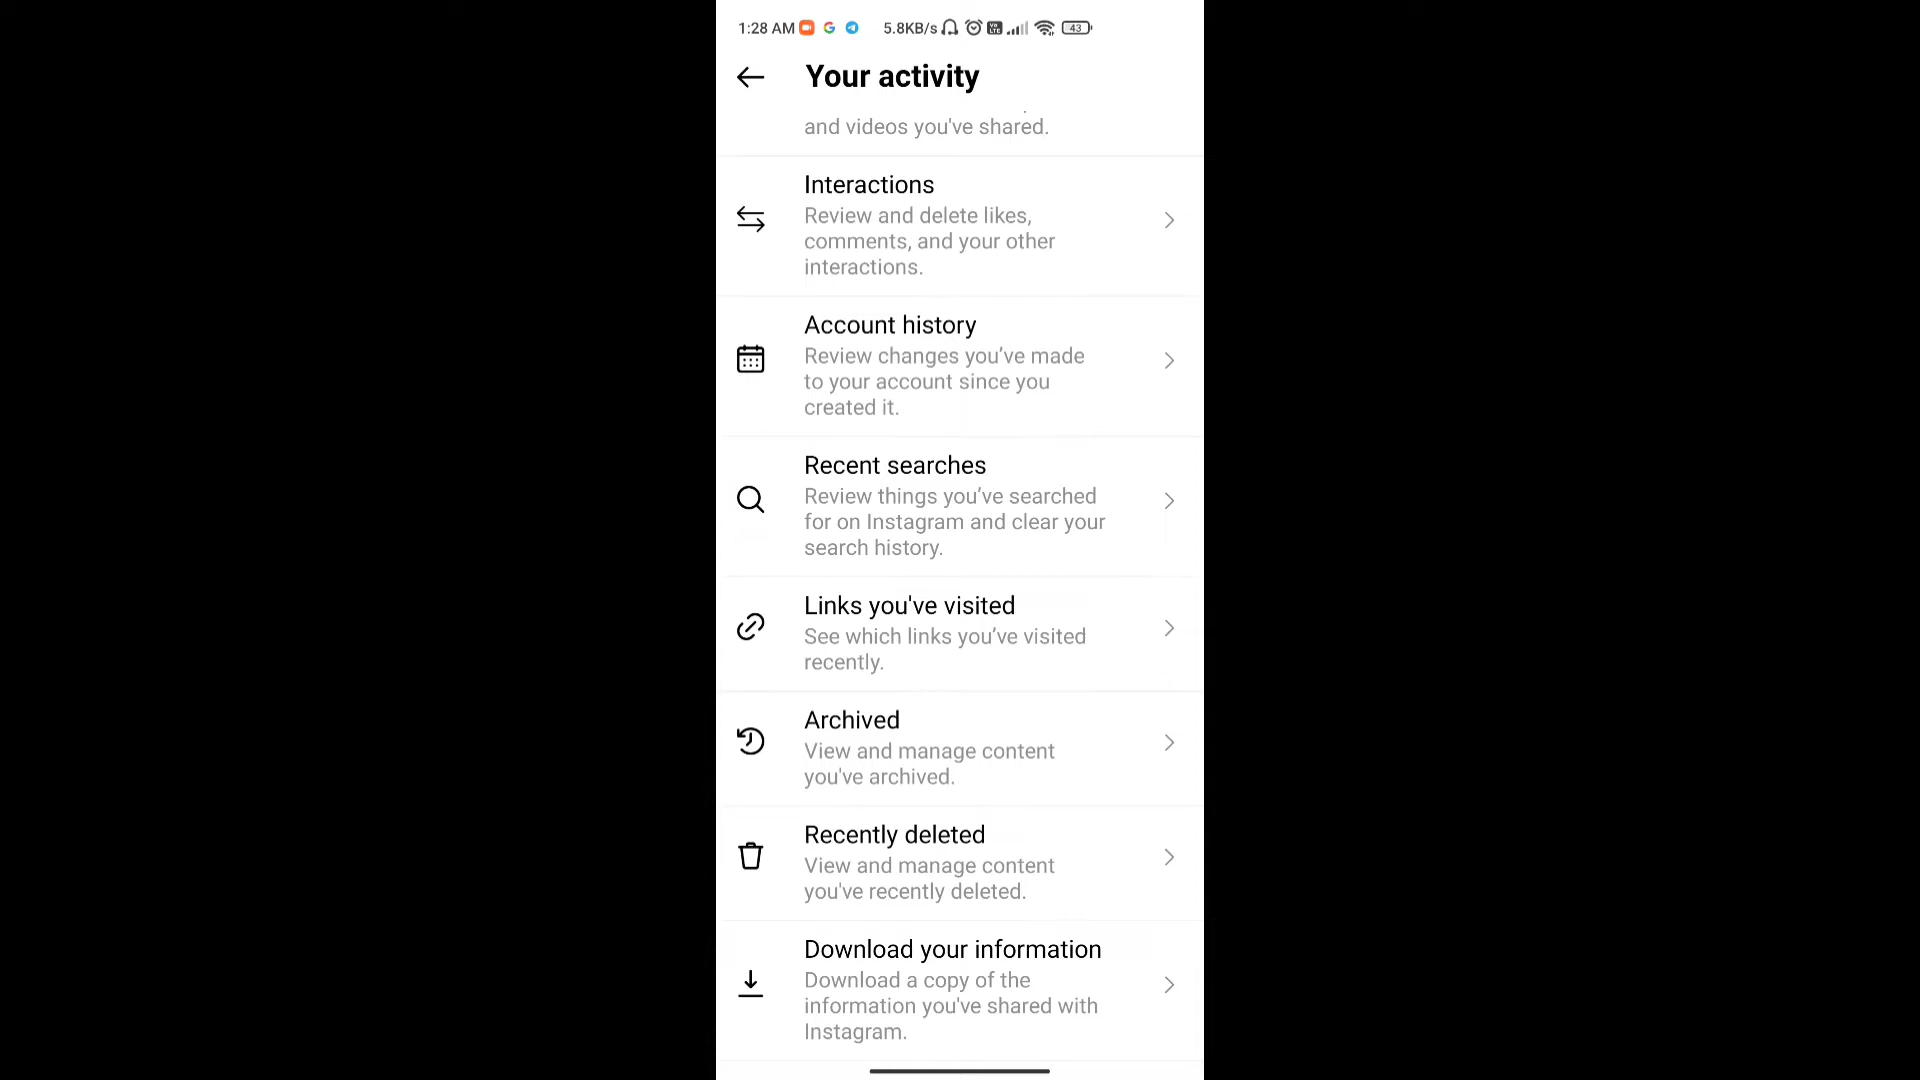 1:28 AM 5.8KB/s 43
Your activity
and videos you've shared.
Interactions
Review and delete likes,
comments, and your other
interactions.
Account history
Review changes you’ve made
to your account since you
created it.
Recent searches
Review things you’ve searched
for on Instagram and clear your
search history.
Links you've visited
See which links you’ve visited
recently.
Archived
View and manage content
you've archived.
Recently deleted
View and manage content
you've recently deleted.
Download your information
Download a copy of the
information you've shared with
Instagram.